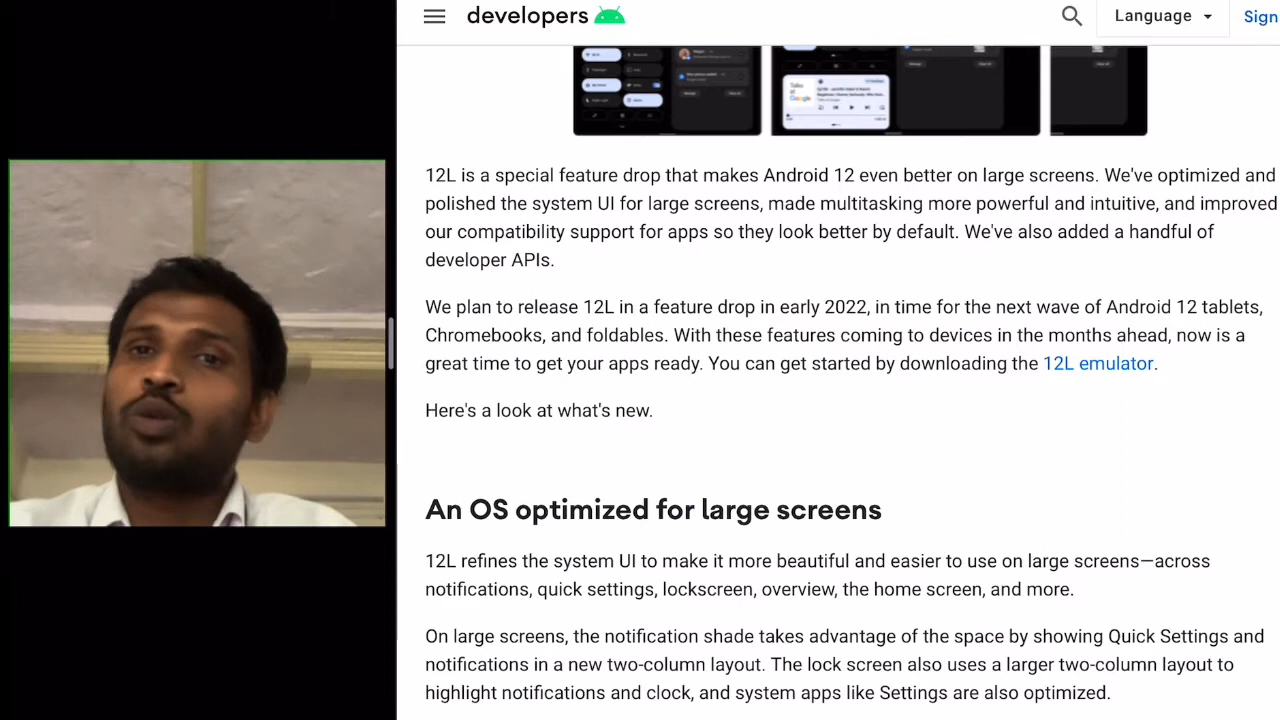 developers
Language
Sign
Talks at Google
12L is a special feature drop that makes Android 12 even better on large screens. We've optimized and
polished the system UI for large screens, made multitasking more powerful and intuitive, and improved
our compatibility support for apps so they look better by default. We've also added a handful of
developer APIs.
We plan to release 12L in a feature drop in early 2022, in time for the next wave of Android 12 tablets,
Chromebooks, and foldables. With these features coming to devices in the months ahead, now is a
great time to get your apps ready. You can get started by downloading the 12L emulator.
Here's a look at what's new.
An OS optimized for large screens
12L refines the system UI to make it more beautiful and easier to use on large screens—across
notifications, quick settings, lockscreen, overview, the home screen, and more.
On large screens, the notification shade takes advantage of the space by showing Quick Settings and
notifications in a new two-column layout. The lock screen also uses a larger two-column layout to
highlight notifications and clock, and system apps like Settings are also optimized.